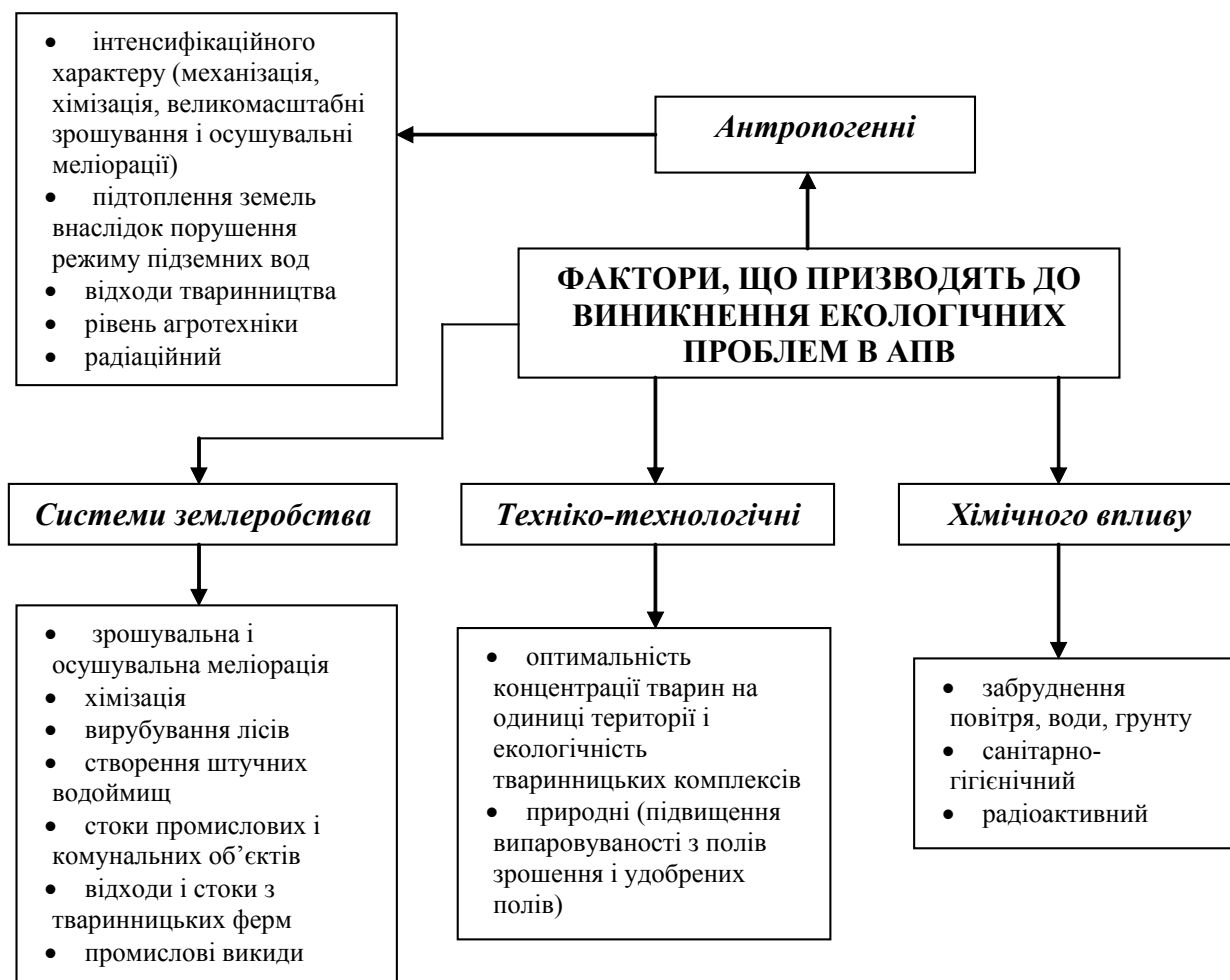 • інтенсифікаційного
характеру (механізація,
хімізація, великомасштабні
зрошування і осушувальні
меліорації)
• підтоплення земель
внаслідок порушення
режиму підземних вод
• відходи тваринництва
• рівень агротехніки
• радіаційний
Антропогенні
ФАКТОРИ, ЩО ПРИЗВОДЯТЬ ДО
ВИНИКНЕННЯ ЕКОЛОГІЧНИХ
ПРОБЛЕМ В АПВ
Системи землеробства
Техніко-технологічні
Хімічного впливу
• зрошувальна і
осушувальна меліорація
• хімізація
• вирубування лісів
• створення штучних
водоймищ
• стоки промислових і
комунальних об’єктів
• відходи і стоки з
тваринницьких ферм
• промислові викиди
• оптимальність
концентрації тварин на
одиниці території і
екологічність
тваринницьких комплексів
• природні (підвищення
випаровуваності з полів
зрошення і удобрених
полів)
• забруднення
повітря, води, грунту
• санітарно-
гігієнічний
• радіоактивний